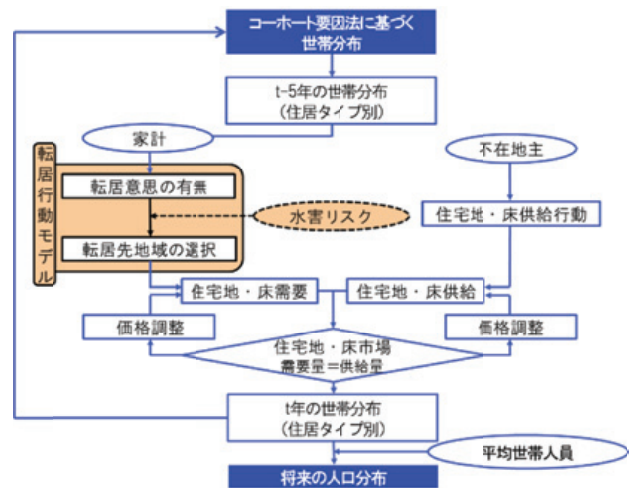 コーホート要因法に基づく
世帯分布
t-5年の世帯分布
(住居タイプ別)
家計
不在地主
転居行動モデル
転居意思の有無
水害リスク
住宅地・床供給行動
転居先地域の選択
住宅地・床需要
住宅地・床供給
価格調整
価格調整
住宅地・床市場
需要量=供給量
t年の世帯分布
(住居タイプ別)
平均世帯人員
将来の人口分布